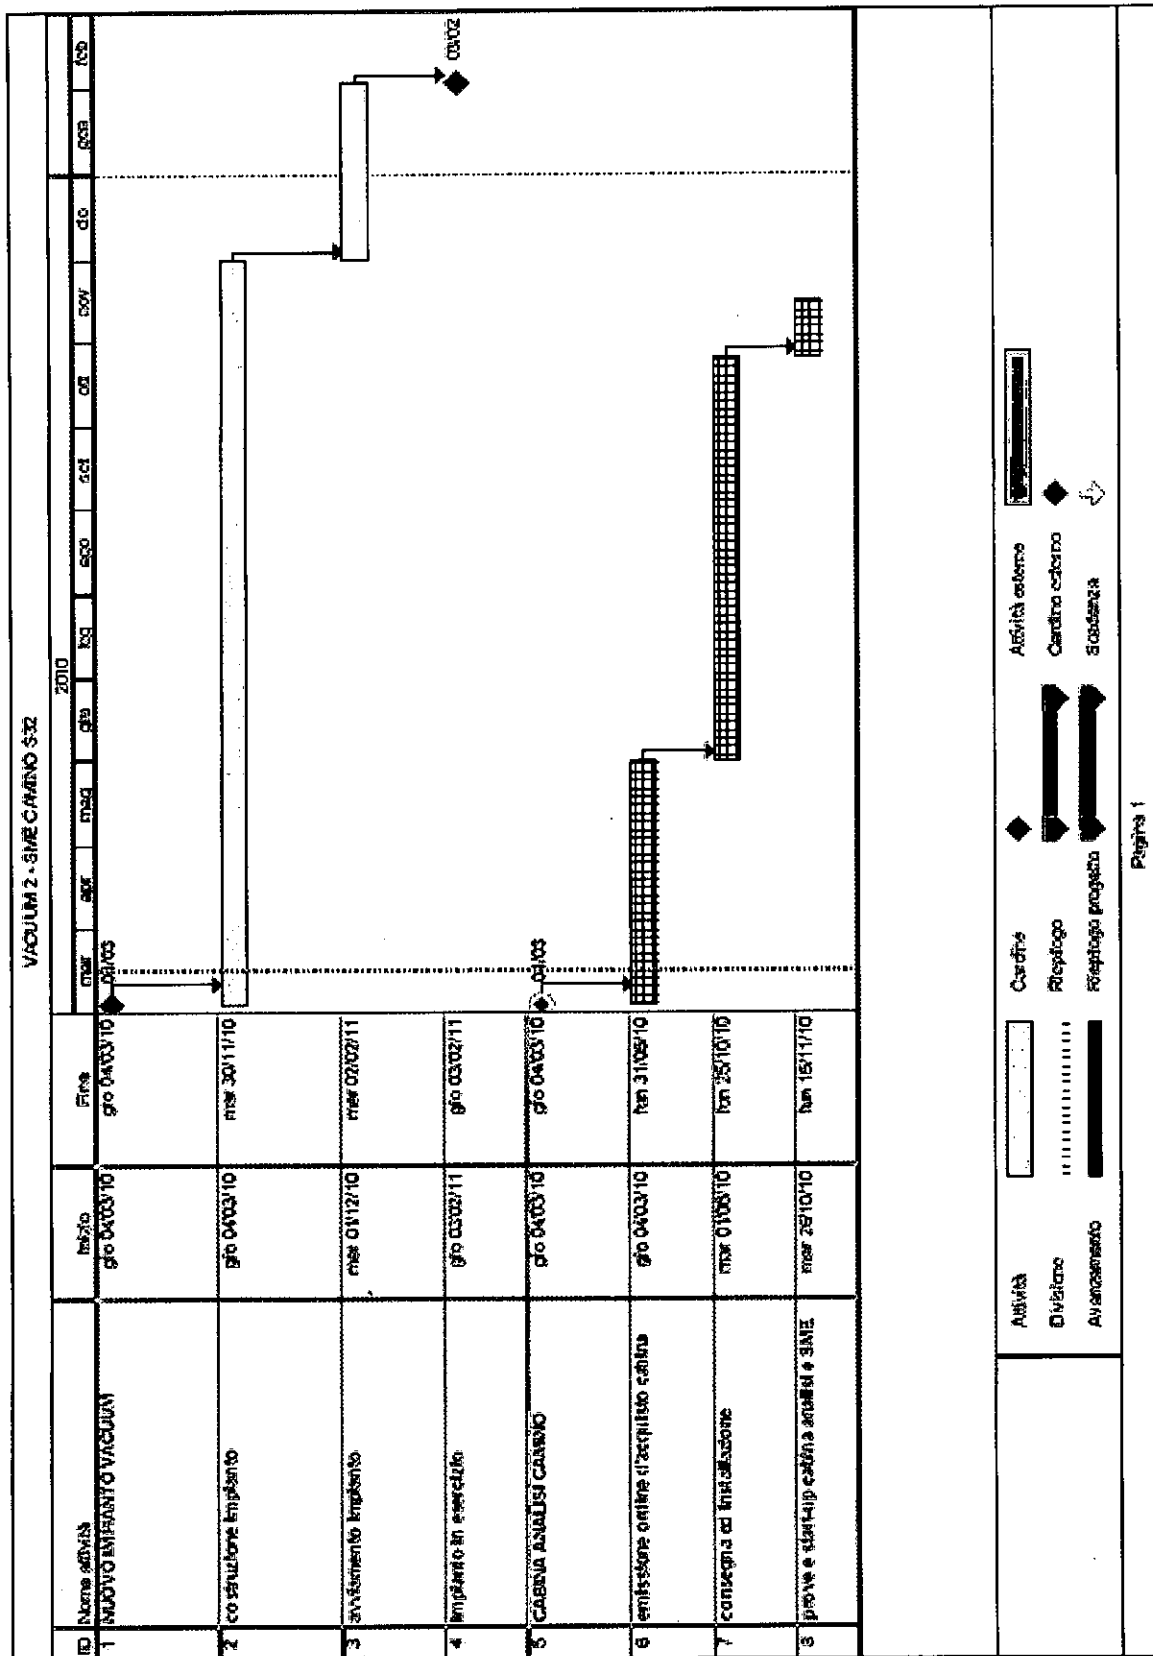 VACUUM 2 - SME CAMINO S-32
ID Nome attività Inizio Fine 2010
mar apr mag giu lug ago set ott nov dic gen feb
1 NUOVO IMPIANTO VACUUM gio 04/03/10 gio 04/03/10 04/03
2 costruzione impianto gio 04/03/10 mar 30/11/10
3 avviamento impianto mer 01/12/10 mer 02/02/11
4 impianto in esercizio gio 03/02/11 gio 03/02/11 03/02
5 CABINA ANALISI CAMINO gio 04/03/10 gio 04/03/10 04/03
6 emissione ordine d'acquisto cabina gio 04/03/10 lun 31/05/10
7 consegna ed installazione mar 01/06/10 lun 25/10/10
8 prove e start-up cabina analisi e SME mar 26/10/10 lun 15/11/10
Attività Cardine Attività esterne
Divisione Riepilogo Cardine esterno
Avanzamento Riepilogo progetto Scadenza
Pagina 1